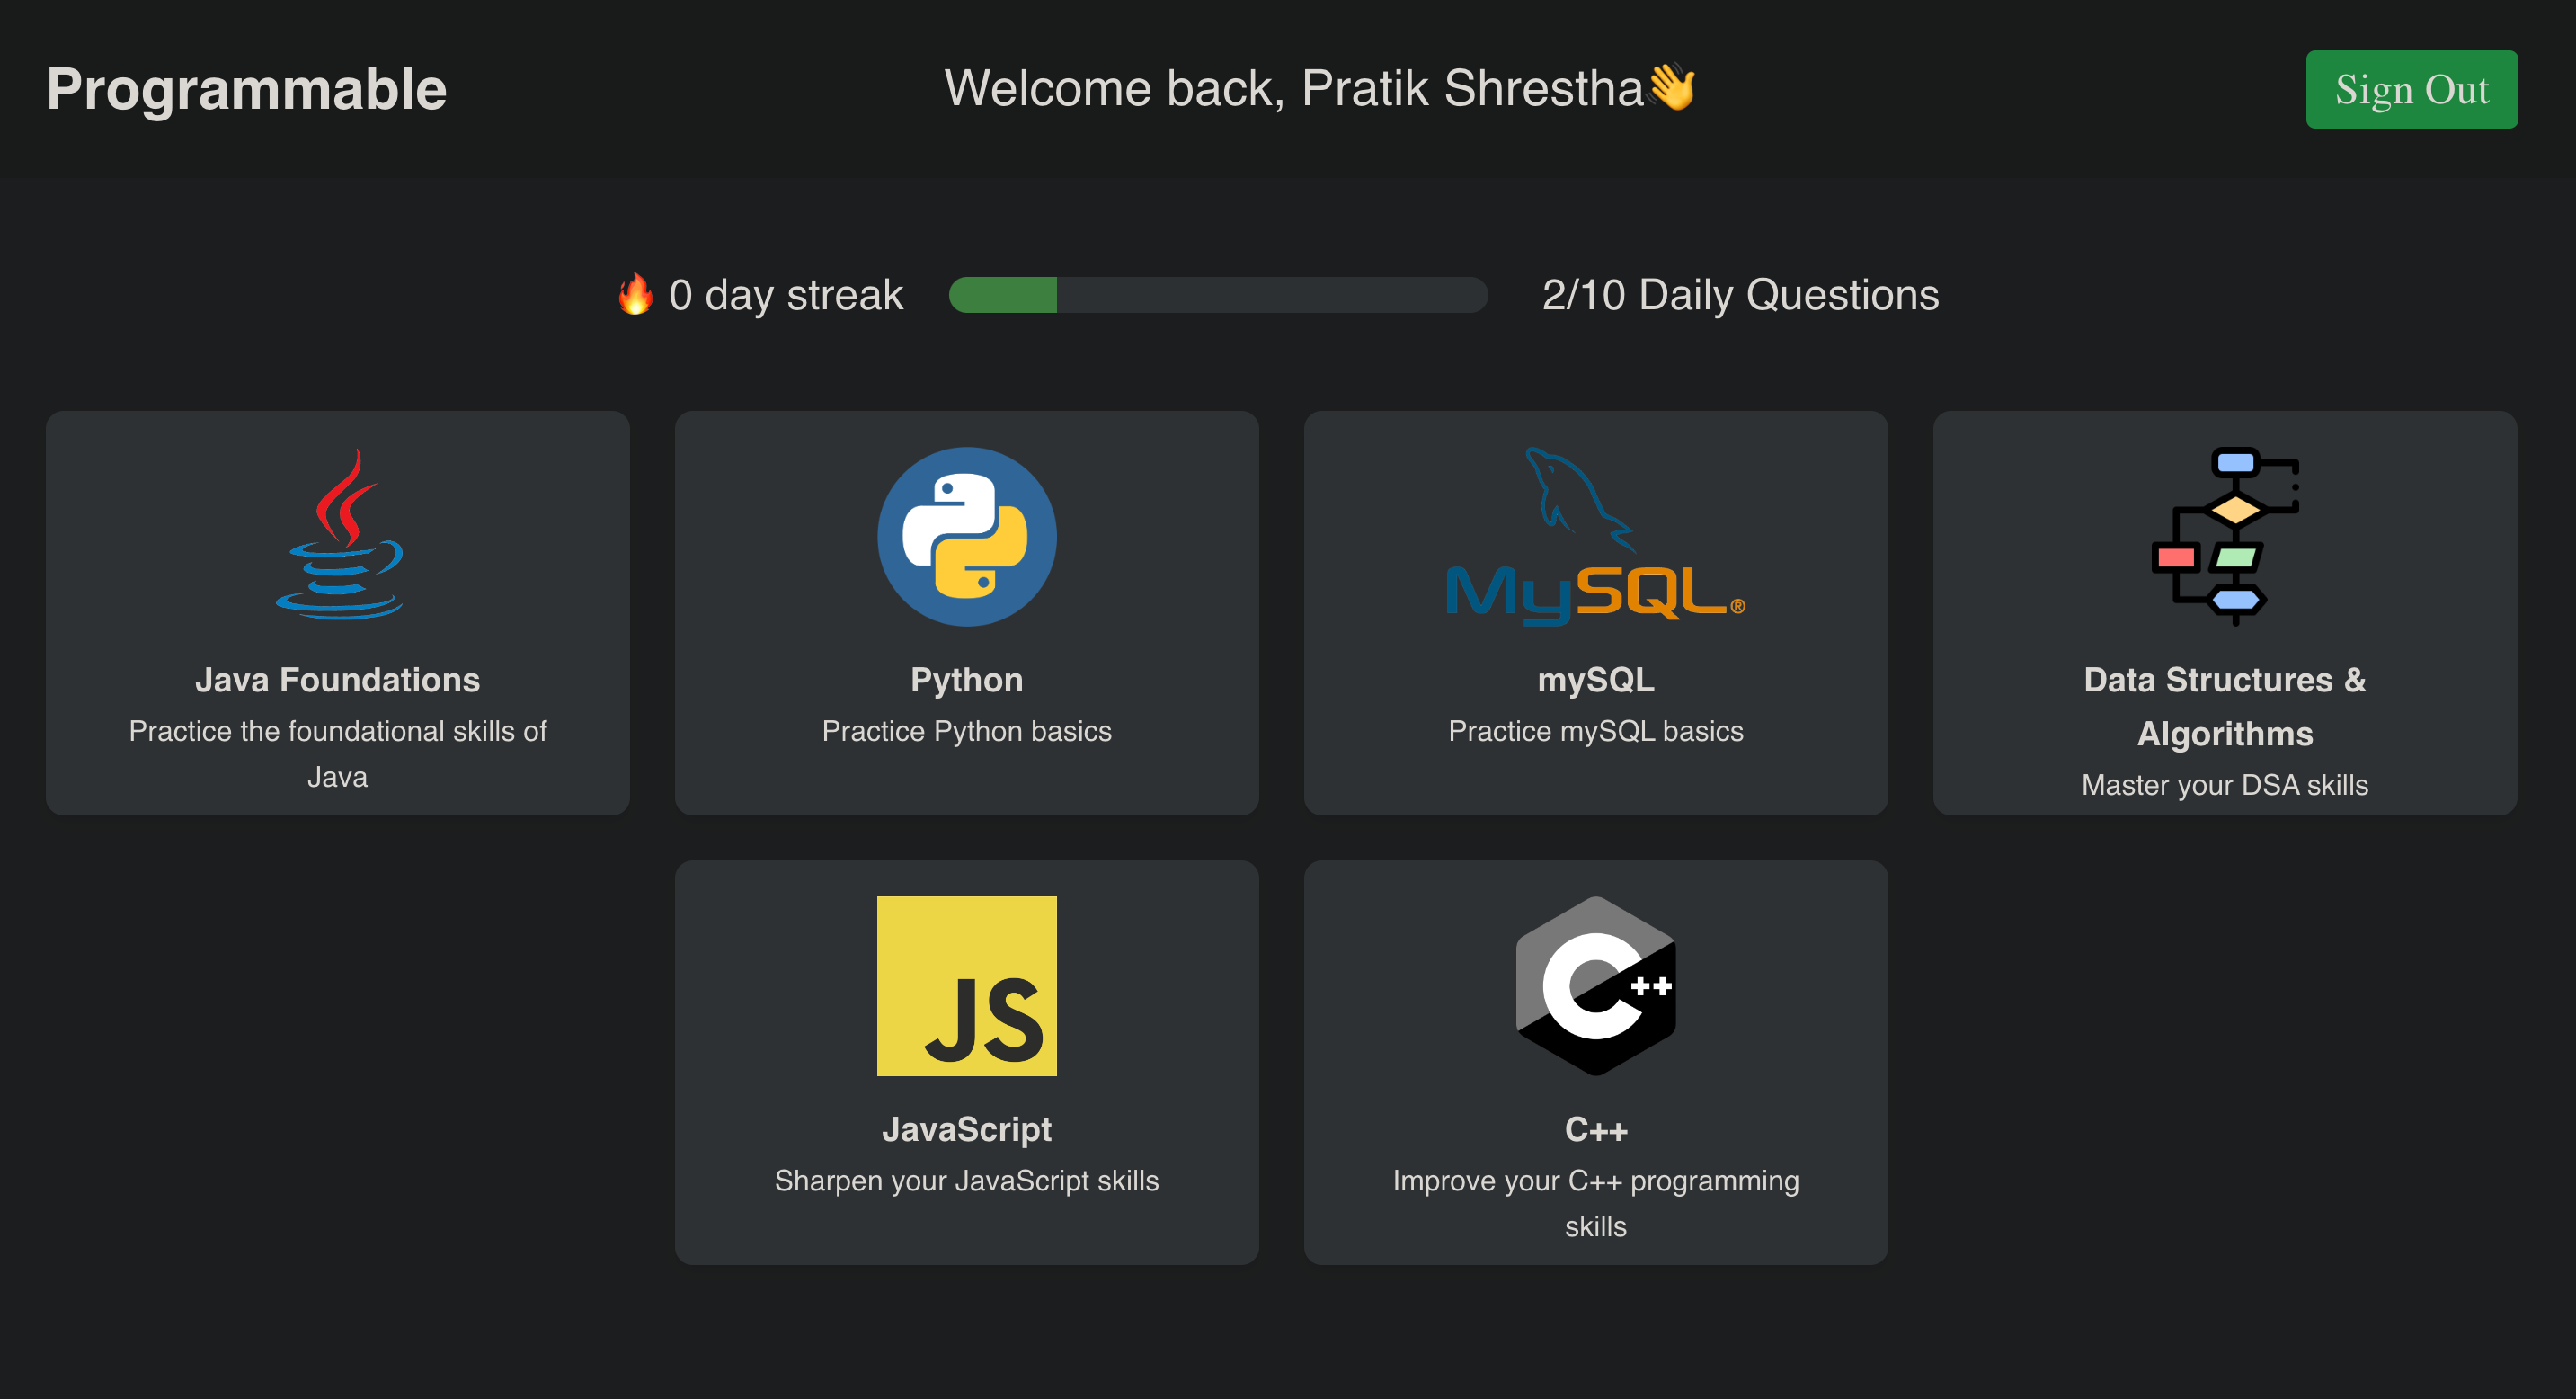 Programmable
Welcome back, Pratik Shrestha👋
Sign Out
🔥 0 day streak
2/10 Daily Questions
Java Foundations
Practice the foundational skills of
Java
Python
Practice Python basics
MySQL®
mySQL
Practice mySQL basics
Data Structures &
Algorithms
Master your DSA skills
JS
JavaScript
Sharpen your JavaScript skills
C++
C++
Improve your C++ programming
skills